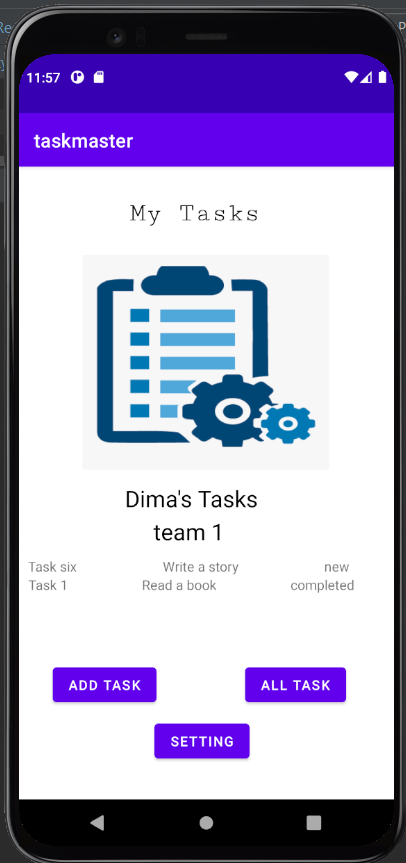 11:57
taskmaster
My Tasks
Dima's Tasks
team 1
Task six Write a story new
Task 1 Read a book completed
ADD TASK ALL TASK
SETTING